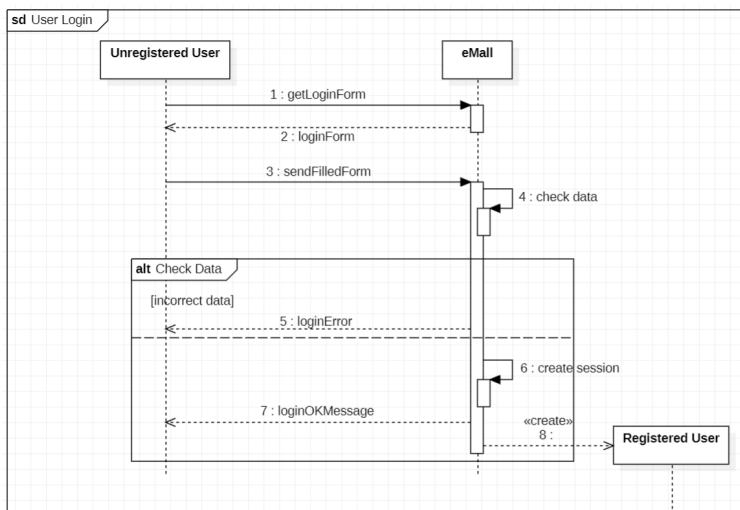 sd User Login
Unregistered User
eMall
1 : getLoginForm
2 : loginForm
3 : sendFilledForm
4 : check data
alt Check Data
[incorrect data]
5 : loginError
6 : create session
7 : loginOKMessage
«create»
8 :
Registered User